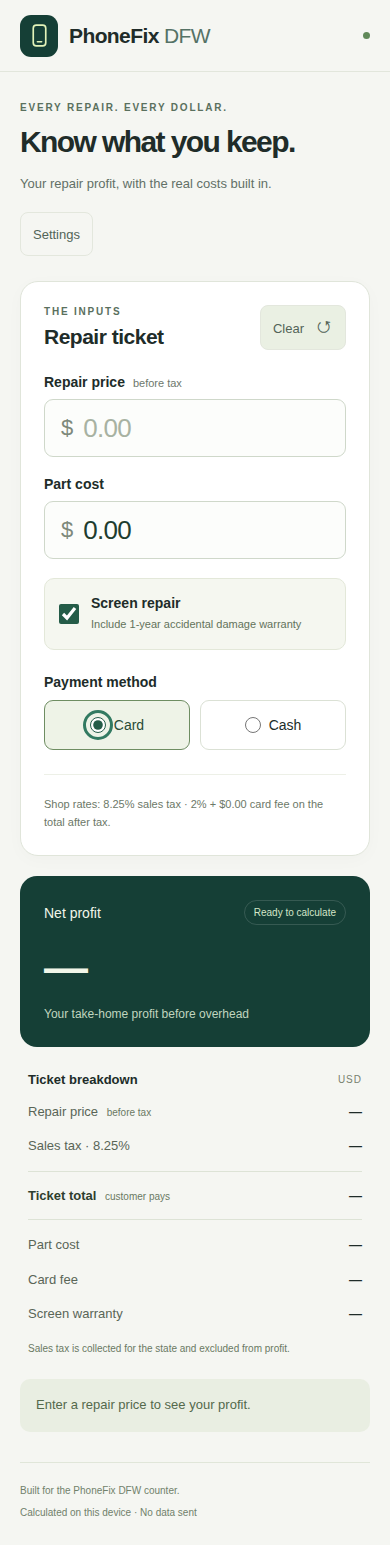 PhoneFix DFW
EVERY REPAIR. EVERY DOLLAR.
Know what you keep.
Your repair profit, with the real costs built in.
Settings
THE INPUTS
Repair ticket
Clear
Repair price before tax
$ 0.00
Part cost
$ 0.00
Screen repair
Include 1-year accidental damage warranty
Payment method
Card
Cash
Shop rates: 8.25% sales tax · 2% + $0.00 card fee on the
total after tax.
Net profit
Ready to calculate
—
Your take-home profit before overhead
Ticket breakdown
USD
Repair price before tax —
Sales tax · 8.25% —
Ticket total customer pays —
Part cost —
Card fee —
Screen warranty —
Sales tax is collected for the state and excluded from profit.
Enter a repair price to see your profit.
Built for the PhoneFix DFW counter.
Calculated on this device · No data sent